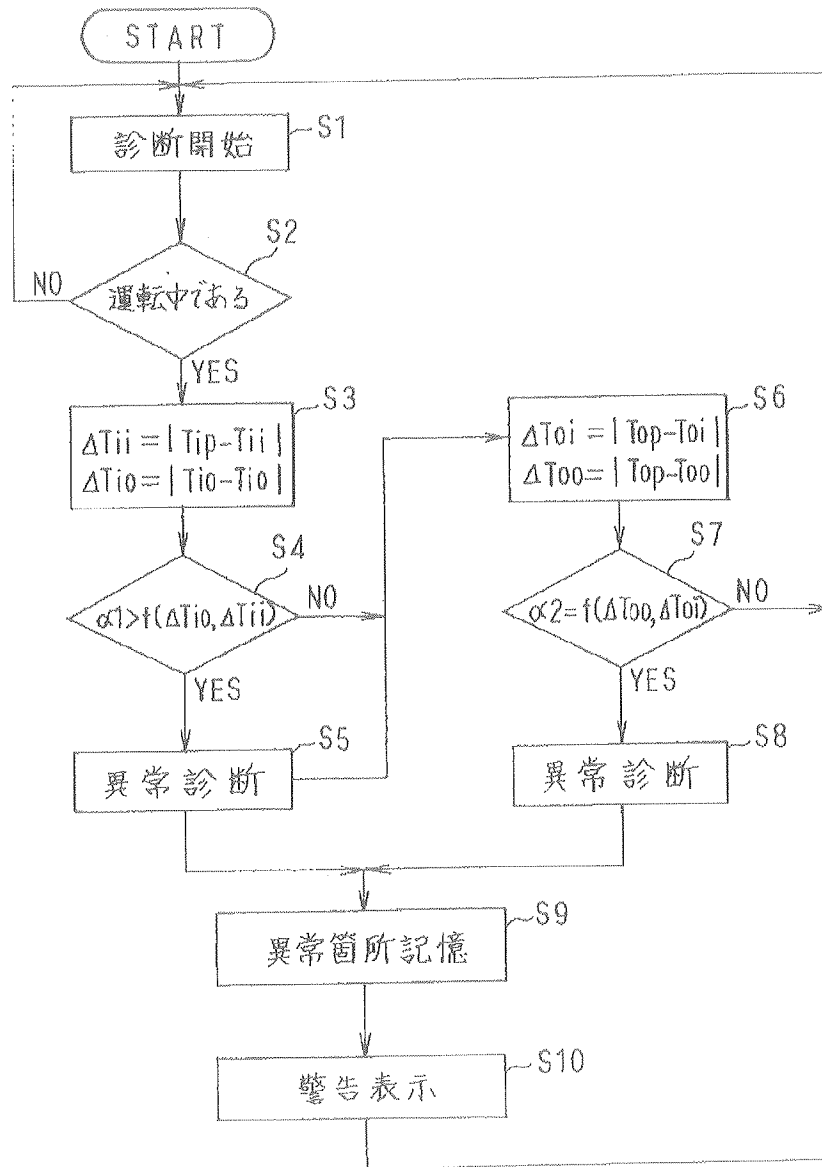 START
診断開始
S1
S2
運転中である
NO
YES
S3
ΔTii=|Tip-Tii|
ΔTio=|Tio-Tio|
S4
α1>f(ΔTio,ΔTii)
NO
YES
S5
異常診断
S6
ΔToi=|Top-Toi|
ΔToo=|Top-Too|
S7
α2=f(ΔToo,ΔToi)
NO
YES
S8
異常診断
S9
異常箇所記憶
S10
警告表示